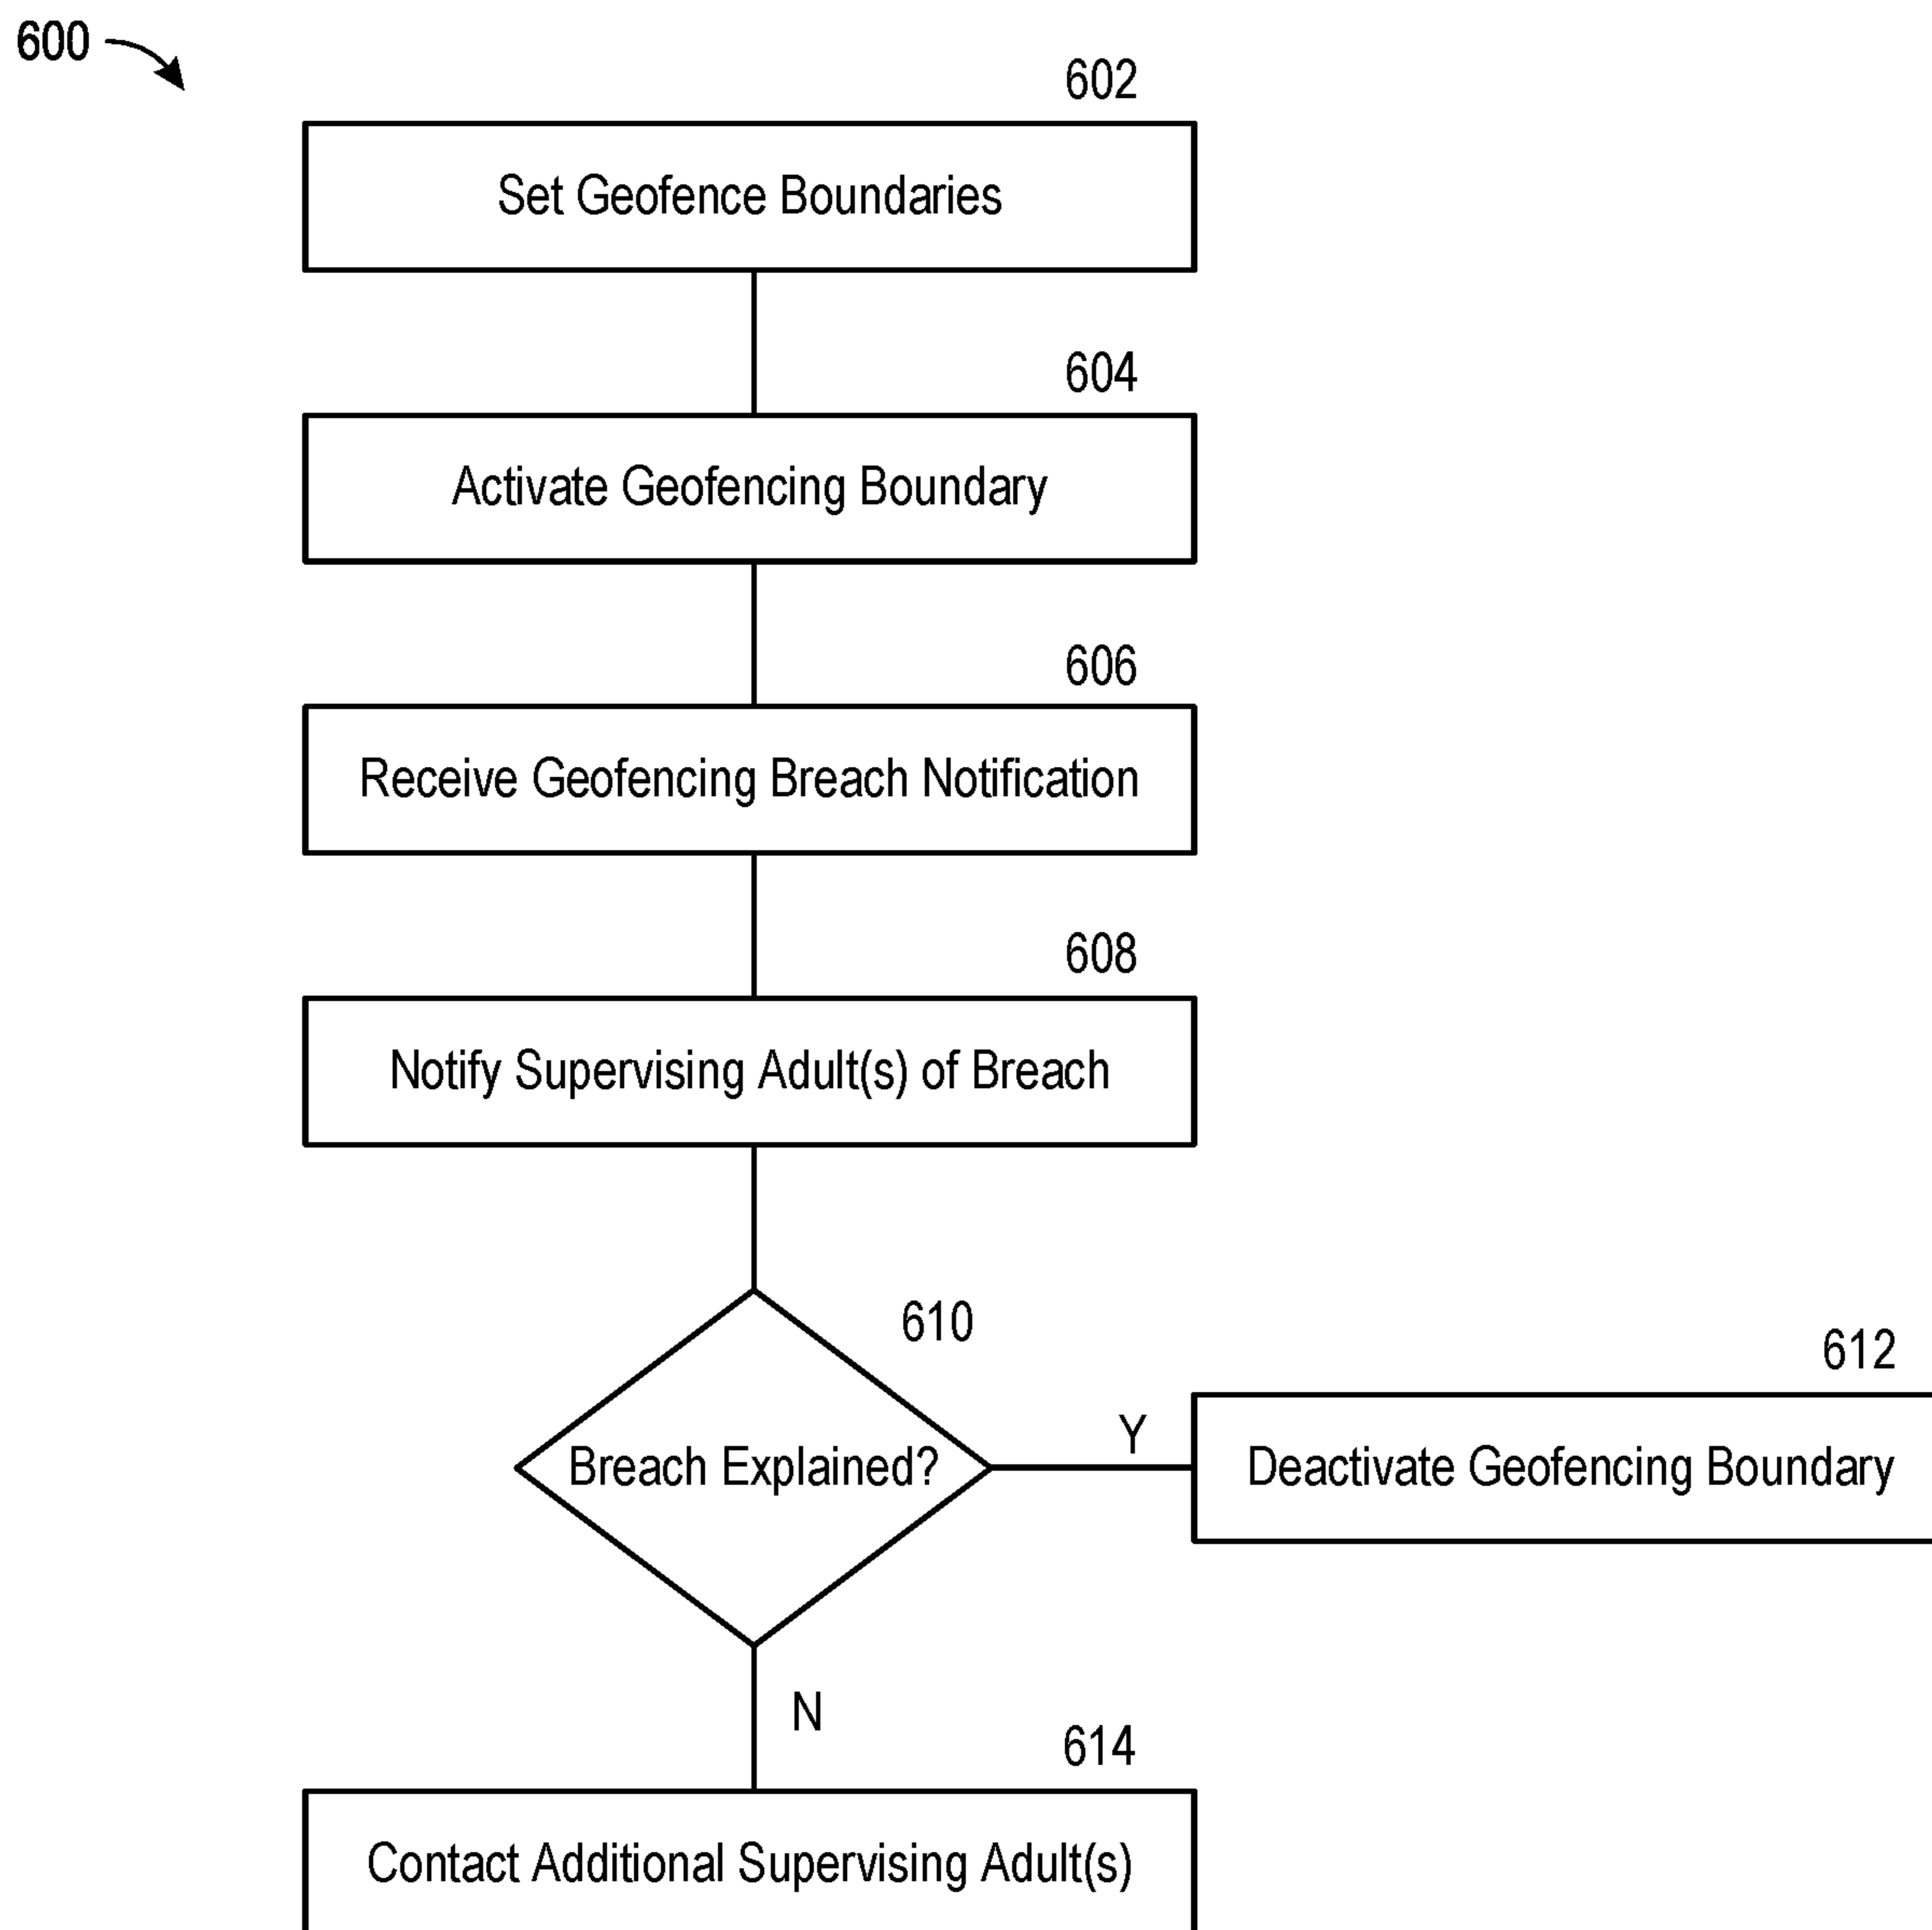 600
602
Set Geofence Boundaries
604
Activate Geofencing Boundary
606
Receive Geofencing Breach Notification
608
Notify Supervising Adult(s) of Breach
610
Breach Explained?
Y
612
Deactivate Geofencing Boundary
N
614
Contact Additional Supervising Adult(s)